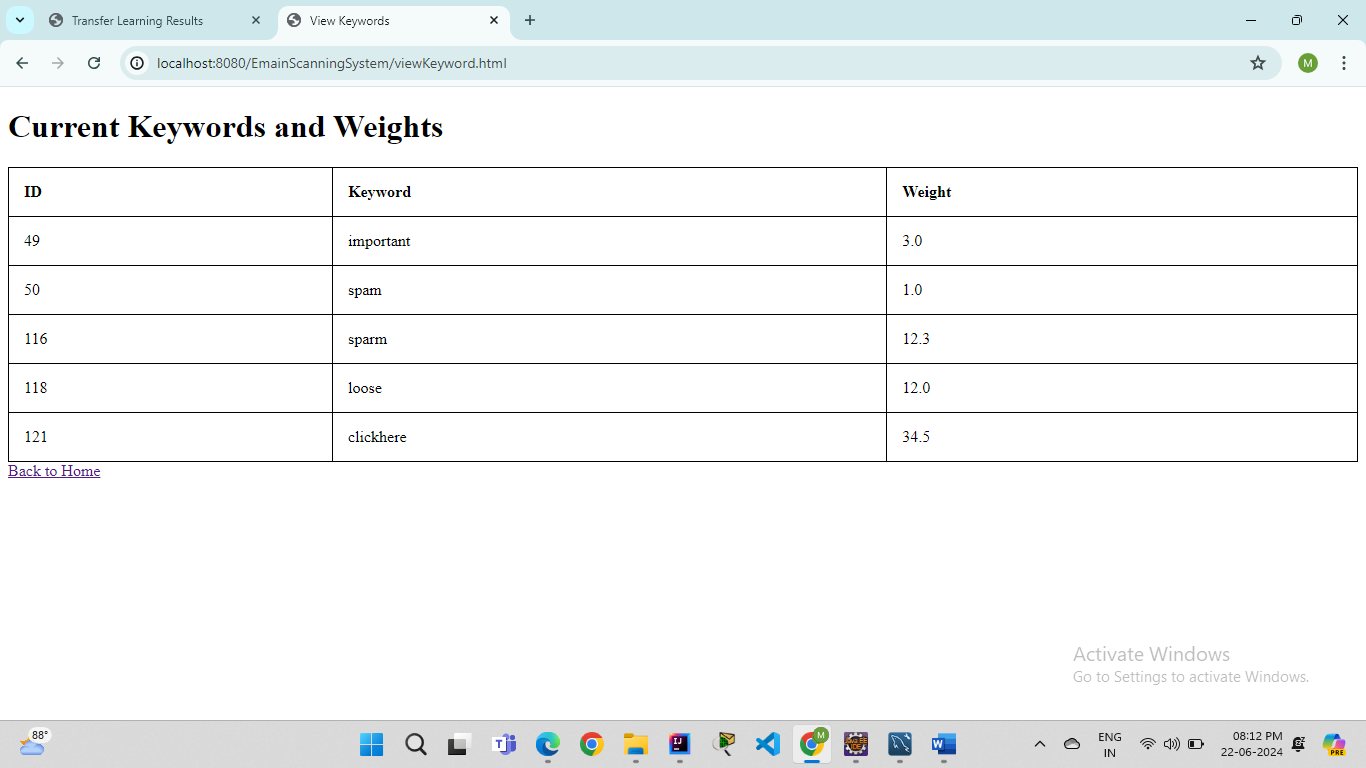 Transfer Learning Results
View Keywords
localhost:8080/EmainScanningSystem/viewKeyword.html
M
Current Keywords and Weights
ID Keyword Weight
49 important 3.0
50 spam 1.0
116 sparm 12.3
118 loose 12.0
121 clickhere 34.5
Back to Home
Activate Windows
Go to Settings to activate Windows.
88°
M
ENG
IN
08:12 PM
22-06-2024
PRE